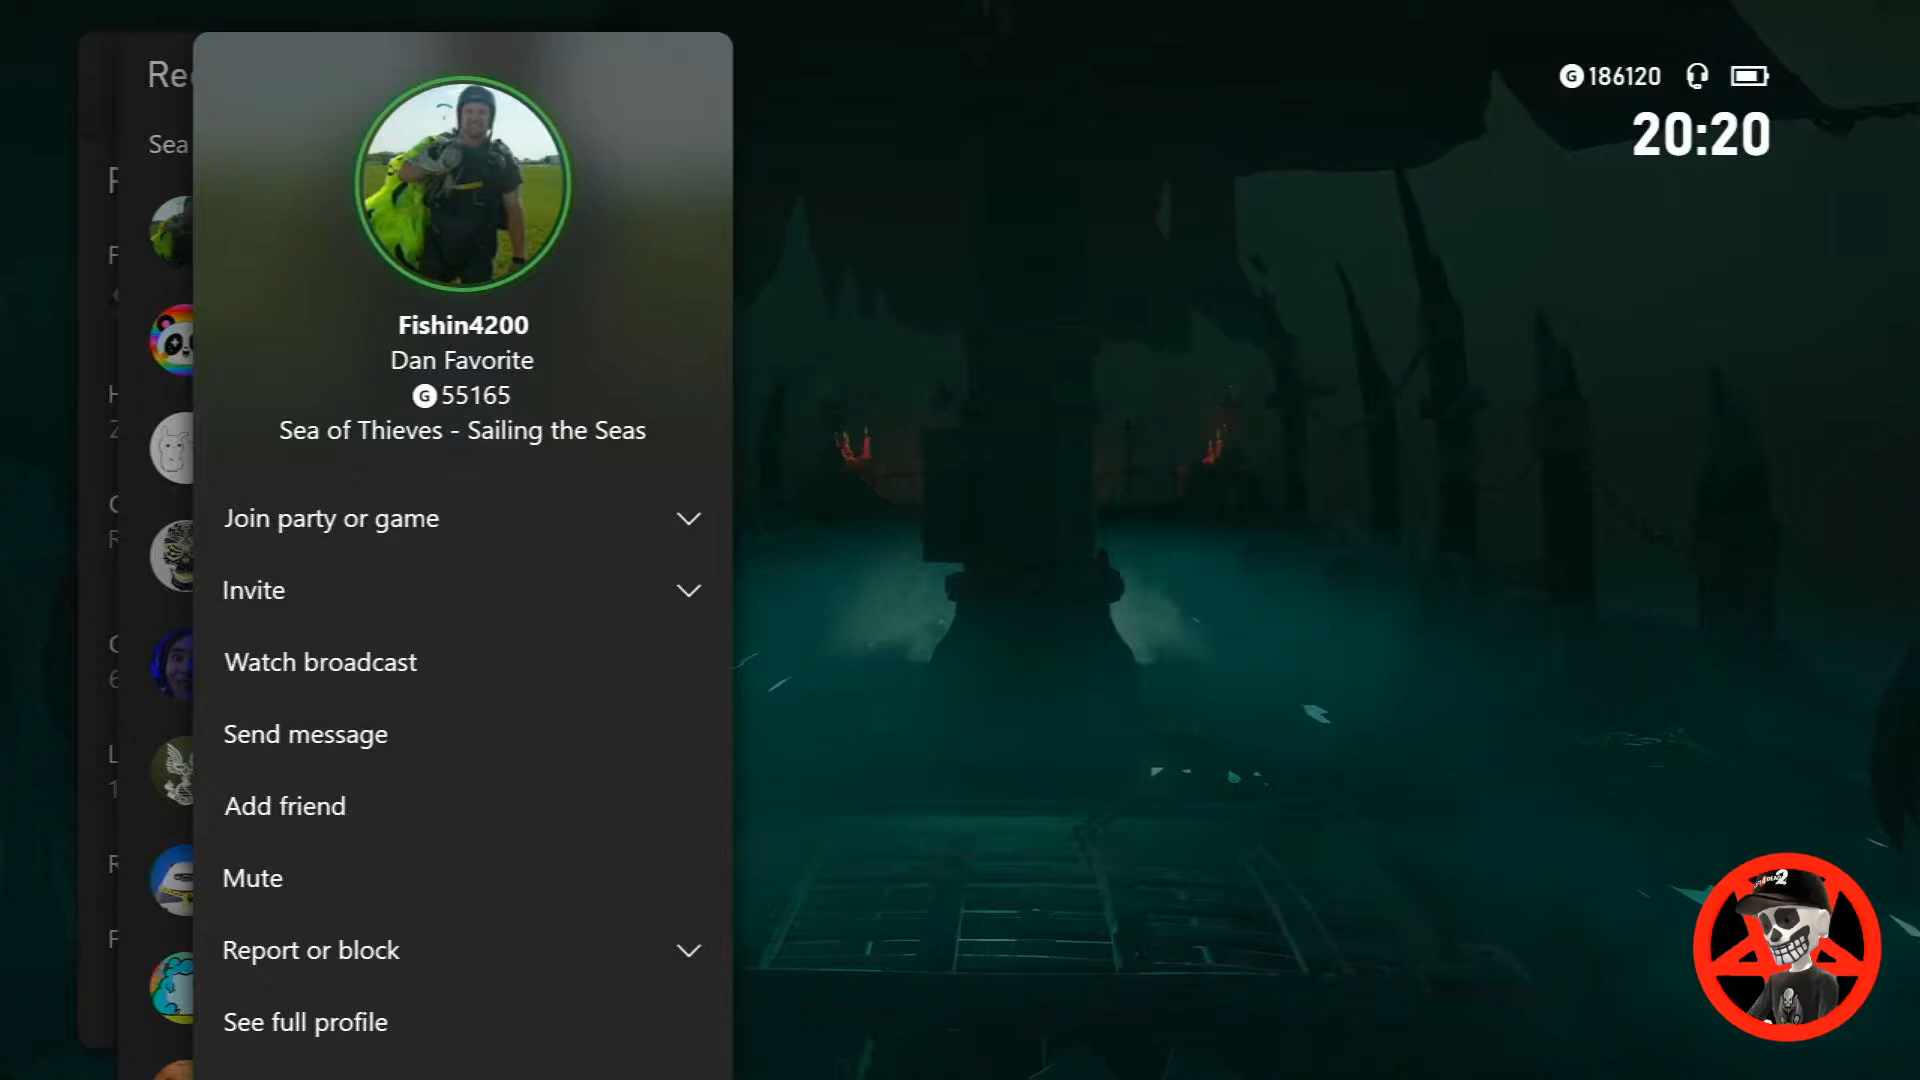 Re
Sea
Fishin4200
Dan Favorite
G 55165
Sea of Thieves - Sailing the Seas
Join party or game
Invite
Watch broadcast
Send message
Add friend
Mute
Report or block
See full profile
G 186120
20:20
2